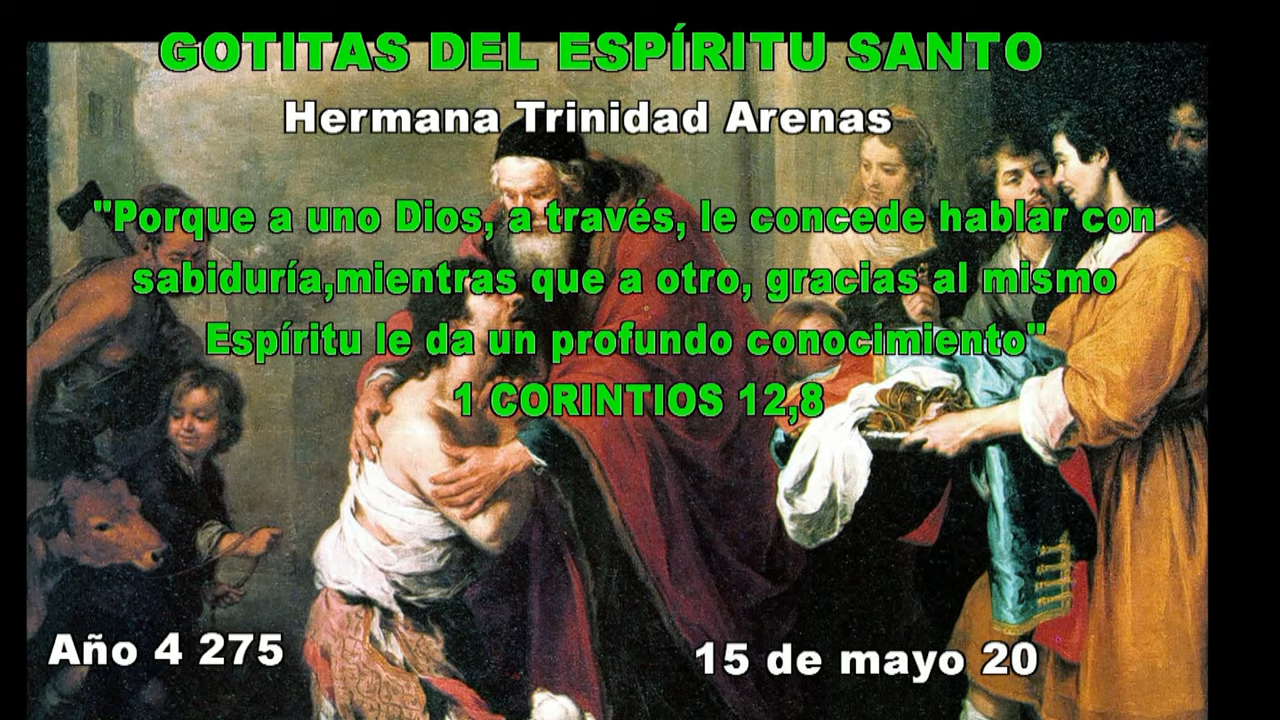 GOTITAS DEL ESPÍRITU SANTO
Hermana Trinidad Arenas
"Porque a uno Dios, a través, le concede hablar con
sabiduría,mientras que a otro, gracias al mismo
Espíritu le da un profundo conocimiento"
1 CORINTIOS 12,8
Año 4 275
15 de mayo 20